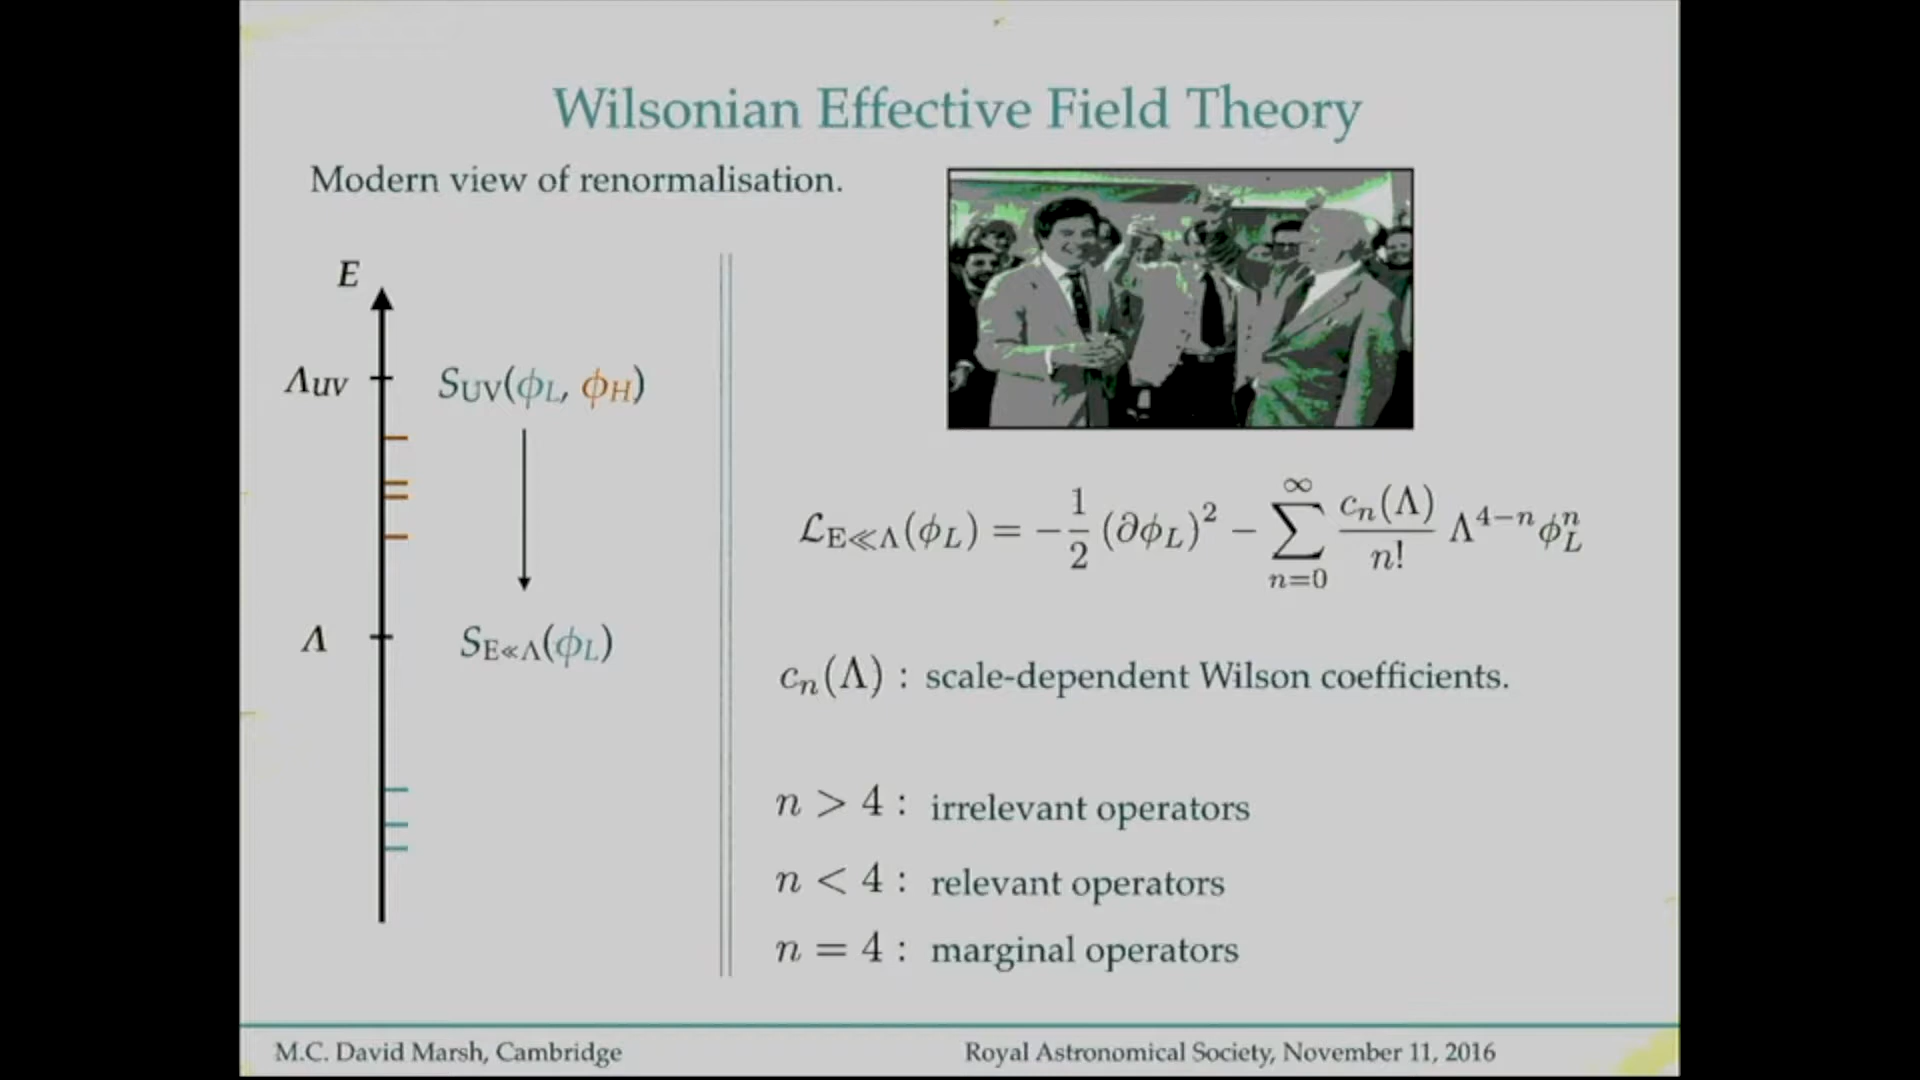 Wilsonian Effective Field Theory
Modern view of renormalisation.
E
Λuv
S_UV(ϕ_L, ϕ_H)
Λ
S_E≪Λ(ϕ_L)
ℒ_E≪Λ(ϕ_L) = −1/2 (∂ϕ_L)² − ∑_{n=0}^{∞} c_n(Λ)/n! Λ^{4−n} ϕ_L^n
c_n(Λ) : scale-dependent Wilson coefficients.
n > 4 : irrelevant operators
n < 4 : relevant operators
n = 4 : marginal operators
M.C. David Marsh, Cambridge
Royal Astronomical Society, November 11, 2016